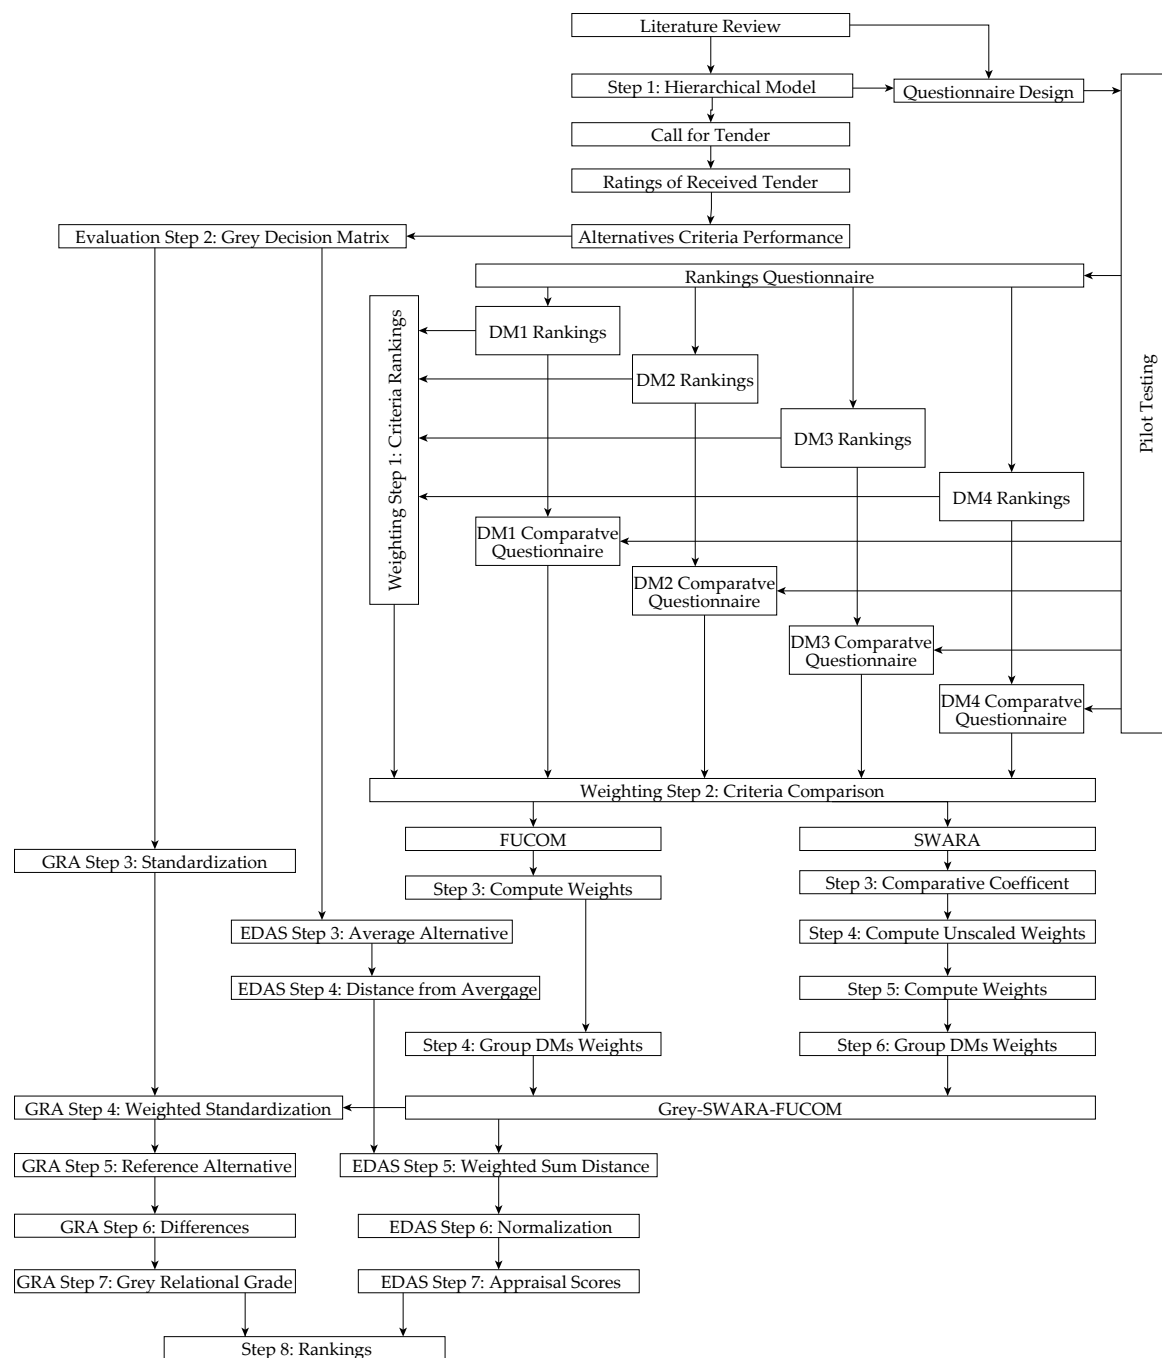 Literature Review
Step 1: Hierarchical Model
Questionnaire Design
Call for Tender
Ratings of Received Tender
Evaluation Step 2: Grey Decision Matrix
Alternatives Criteria Performance
Rankings Questionnaire
Pilot Testing
Weighting Step 1: Criteria Rankings
DM1 Rankings
DM2 Rankings
DM3 Rankings
DM4 Rankings
DM1 Comparatve
Questionnaire
DM2 Comparatve
Questionnaire
DM3 Comparatve
Questionnaire
DM4 Comparatve
Questionnaire
Weighting Step 2: Criteria Comparison
FUCOM
SWARA
GRA Step 3: Standardization
Step 3: Compute Weights
Step 3: Comparative Coefficent
EDAS Step 3: Average Alternative
Step 4: Compute Unscaled Weights
EDAS Step 4: Distance from Avergage
Step 5: Compute Weights
Step 4: Group DMs Weights
Step 6: Group DMs Weights
GRA Step 4: Weighted Standardization
Grey-SWARA-FUCOM
GRA Step 5: Reference Alternative
EDAS Step 5: Weighted Sum Distance
GRA Step 6: Differences
EDAS Step 6: Normalization
GRA Step 7: Grey Relational Grade
EDAS Step 7: Appraisal Scores
Step 8: Rankings